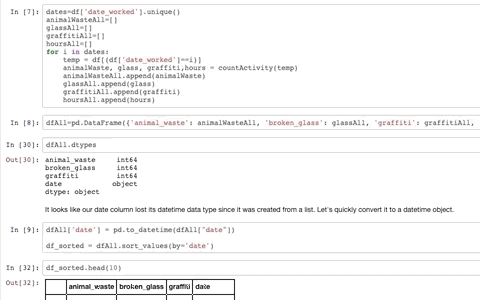 In [7]: dates=df['date_worked'].unique()
animalWasteAll=[]
glassAll=[]
graffitiAll=[]
hoursAll=[]
for i in dates:
    temp = df[(df['date_worked']==i)]
    animalWaste, glass, graffiti,hours = countActivity(temp)
    animalWasteAll.append(animalWaste)
    glassAll.append(glass)
    graffitiAll.append(graffiti)
    hoursAll.append(hours)
In [8]: dfAll=pd.DataFrame({'animal_waste': animalWasteAll, 'broken_glass': glassAll, 'graffiti': graffitiAll,
In [30]: dfAll.dtypes
Out[30]: animal_waste int64
broken_glass int64
graffiti int64
date object
dtype: object
It looks like our date column lost its datetime data type since it was created from a list. Let's quickly convert it to a datetime object.
In [9]: dfAll['date'] = pd.to_datetime(dfAll["date"])
df_sorted = dfAll.sort_values(by='date')
In [32]: df_sorted.head(10)
Out[32]:
animal_waste broken_glass graffiti date